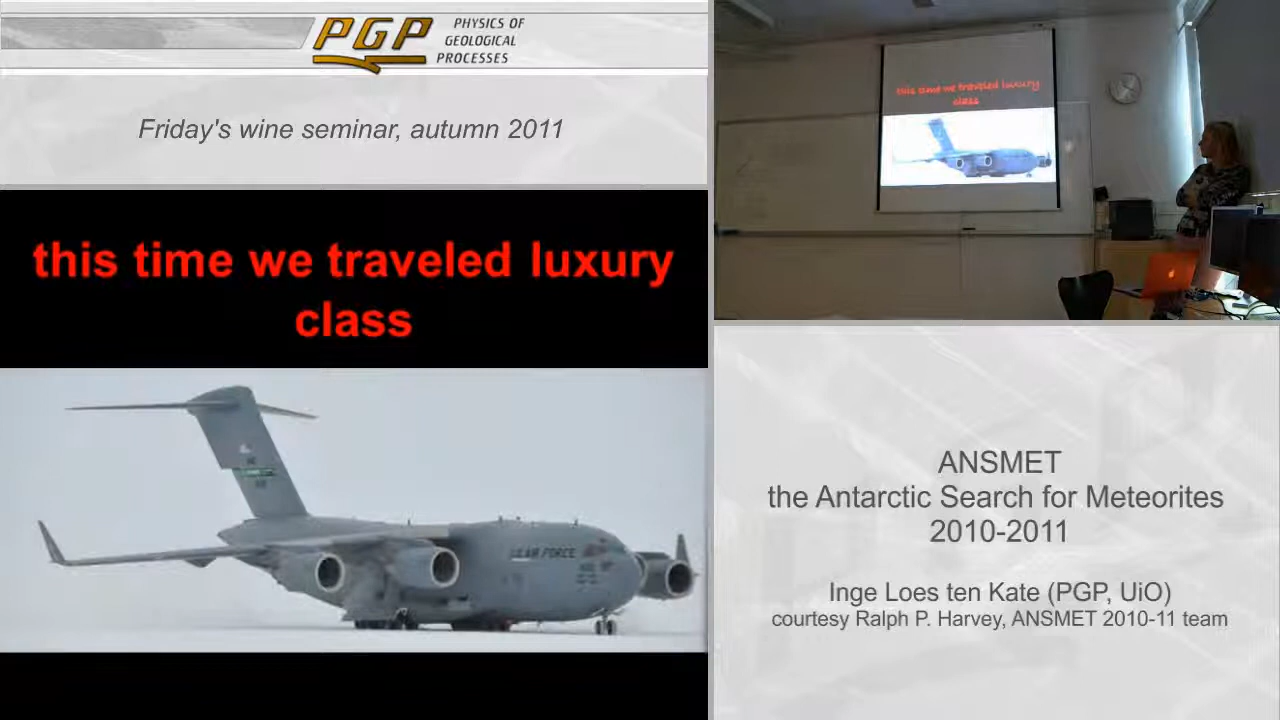 PGP
PHYSICS OF
GEOLOGICAL
PROCESSES
Friday's wine seminar, autumn 2011
this time we traveled luxury
class
U.S. AIR FORCE
this time we traveled luxury
class
ANSMET
the Antarctic Search for Meteorites
2010-2011
Inge Loes ten Kate (PGP, UiO)
courtesy Ralph P. Harvey, ANSMET 2010-11 team